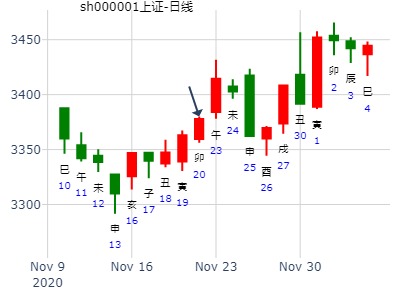 sh000001上证-日线
3450
3400
3350
3300
巳
10
午
11
未
12
申
13
亥
16
子
17
丑
18
寅
19
卯
20
午
23
未
24
申
25
酉
26
戌
27
丑
30
寅
1
卯
2
辰
3
巳
4
Nov 9
2020
Nov 16
Nov 23
Nov 30